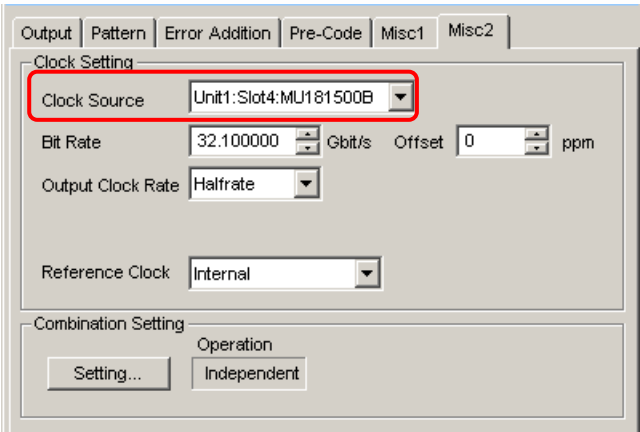 Output Pattern Error Addition Pre-Code Misc1 Misc2
Clock Setting
Clock Source Unit1:Slot4:MU181500B
Bit Rate 32.100000 Gbit/s Offset 0 ppm
Output Clock Rate Halfrate
Reference Clock Internal
Combination Setting
Operation
Setting... Independent